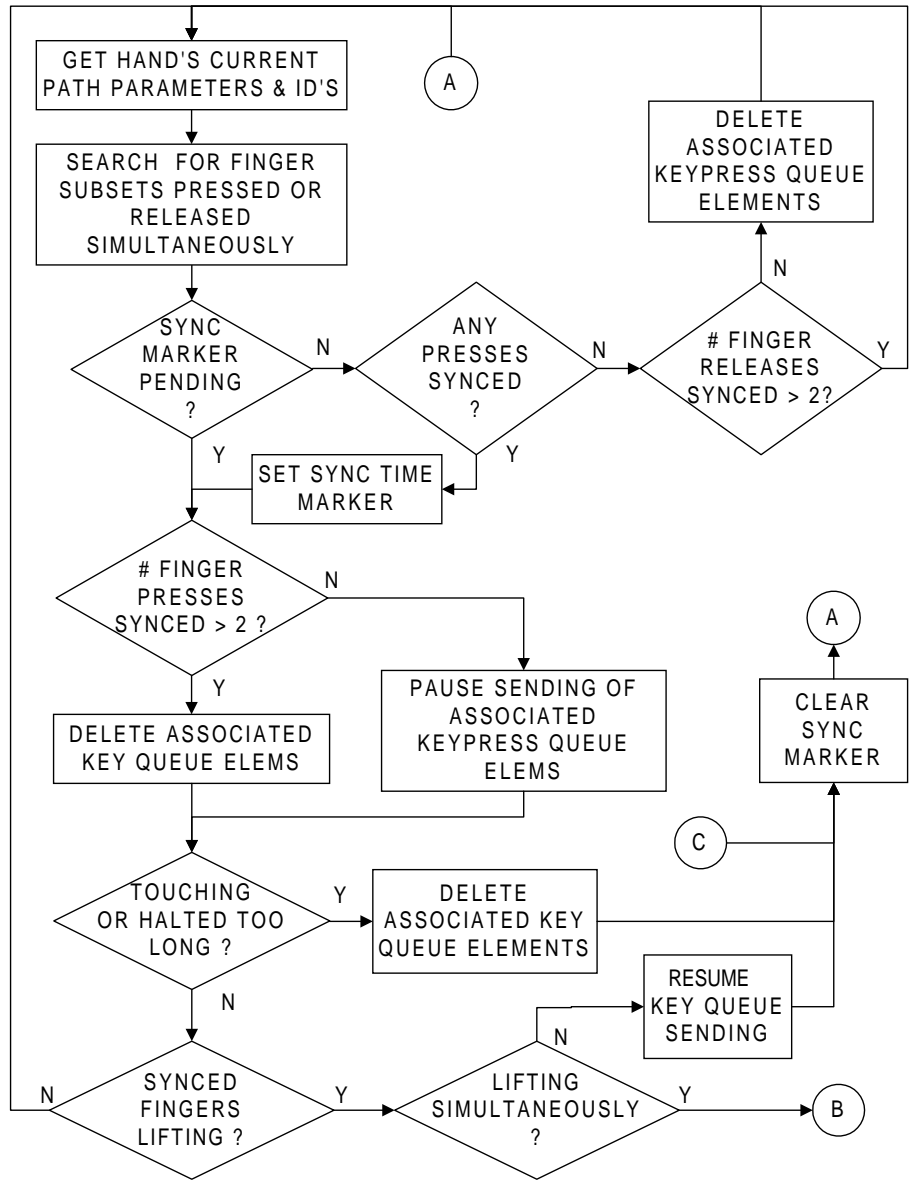 GET HAND'S CURRENT
PATH PARAMETERS & ID'S
A
DELETE
ASSOCIATED
KEYPRESS QUEUE
ELEMENTS
SEARCH FOR FINGER
SUBSETS PRESSED OR
RELEASED
SIMULTANEOUSLY
N
SYNC
MARKER
PENDING
?
N
ANY
PRESSES
SYNCED
?
N
# FINGER
RELEASES
SYNCED > 2?
Y
Y
Y
SET SYNC TIME
MARKER
# FINGER
PRESSES
SYNCED > 2 ?
N
A
Y
DELETE ASSOCIATED
KEY QUEUE ELEMS
PAUSE SENDING OF
ASSOCIATED
KEYPRESS QUEUE
ELEMS
CLEAR
SYNC
MARKER
C
TOUCHING
OR HALTED TOO
LONG ?
Y
DELETE
ASSOCIATED KEY
QUEUE ELEMENTS
N
RESUME
KEY QUEUE
SENDING
N
N
SYNCED
FINGERS
LIFTING ?
Y
LIFTING
SIMULTANEOUSLY
?
Y
B